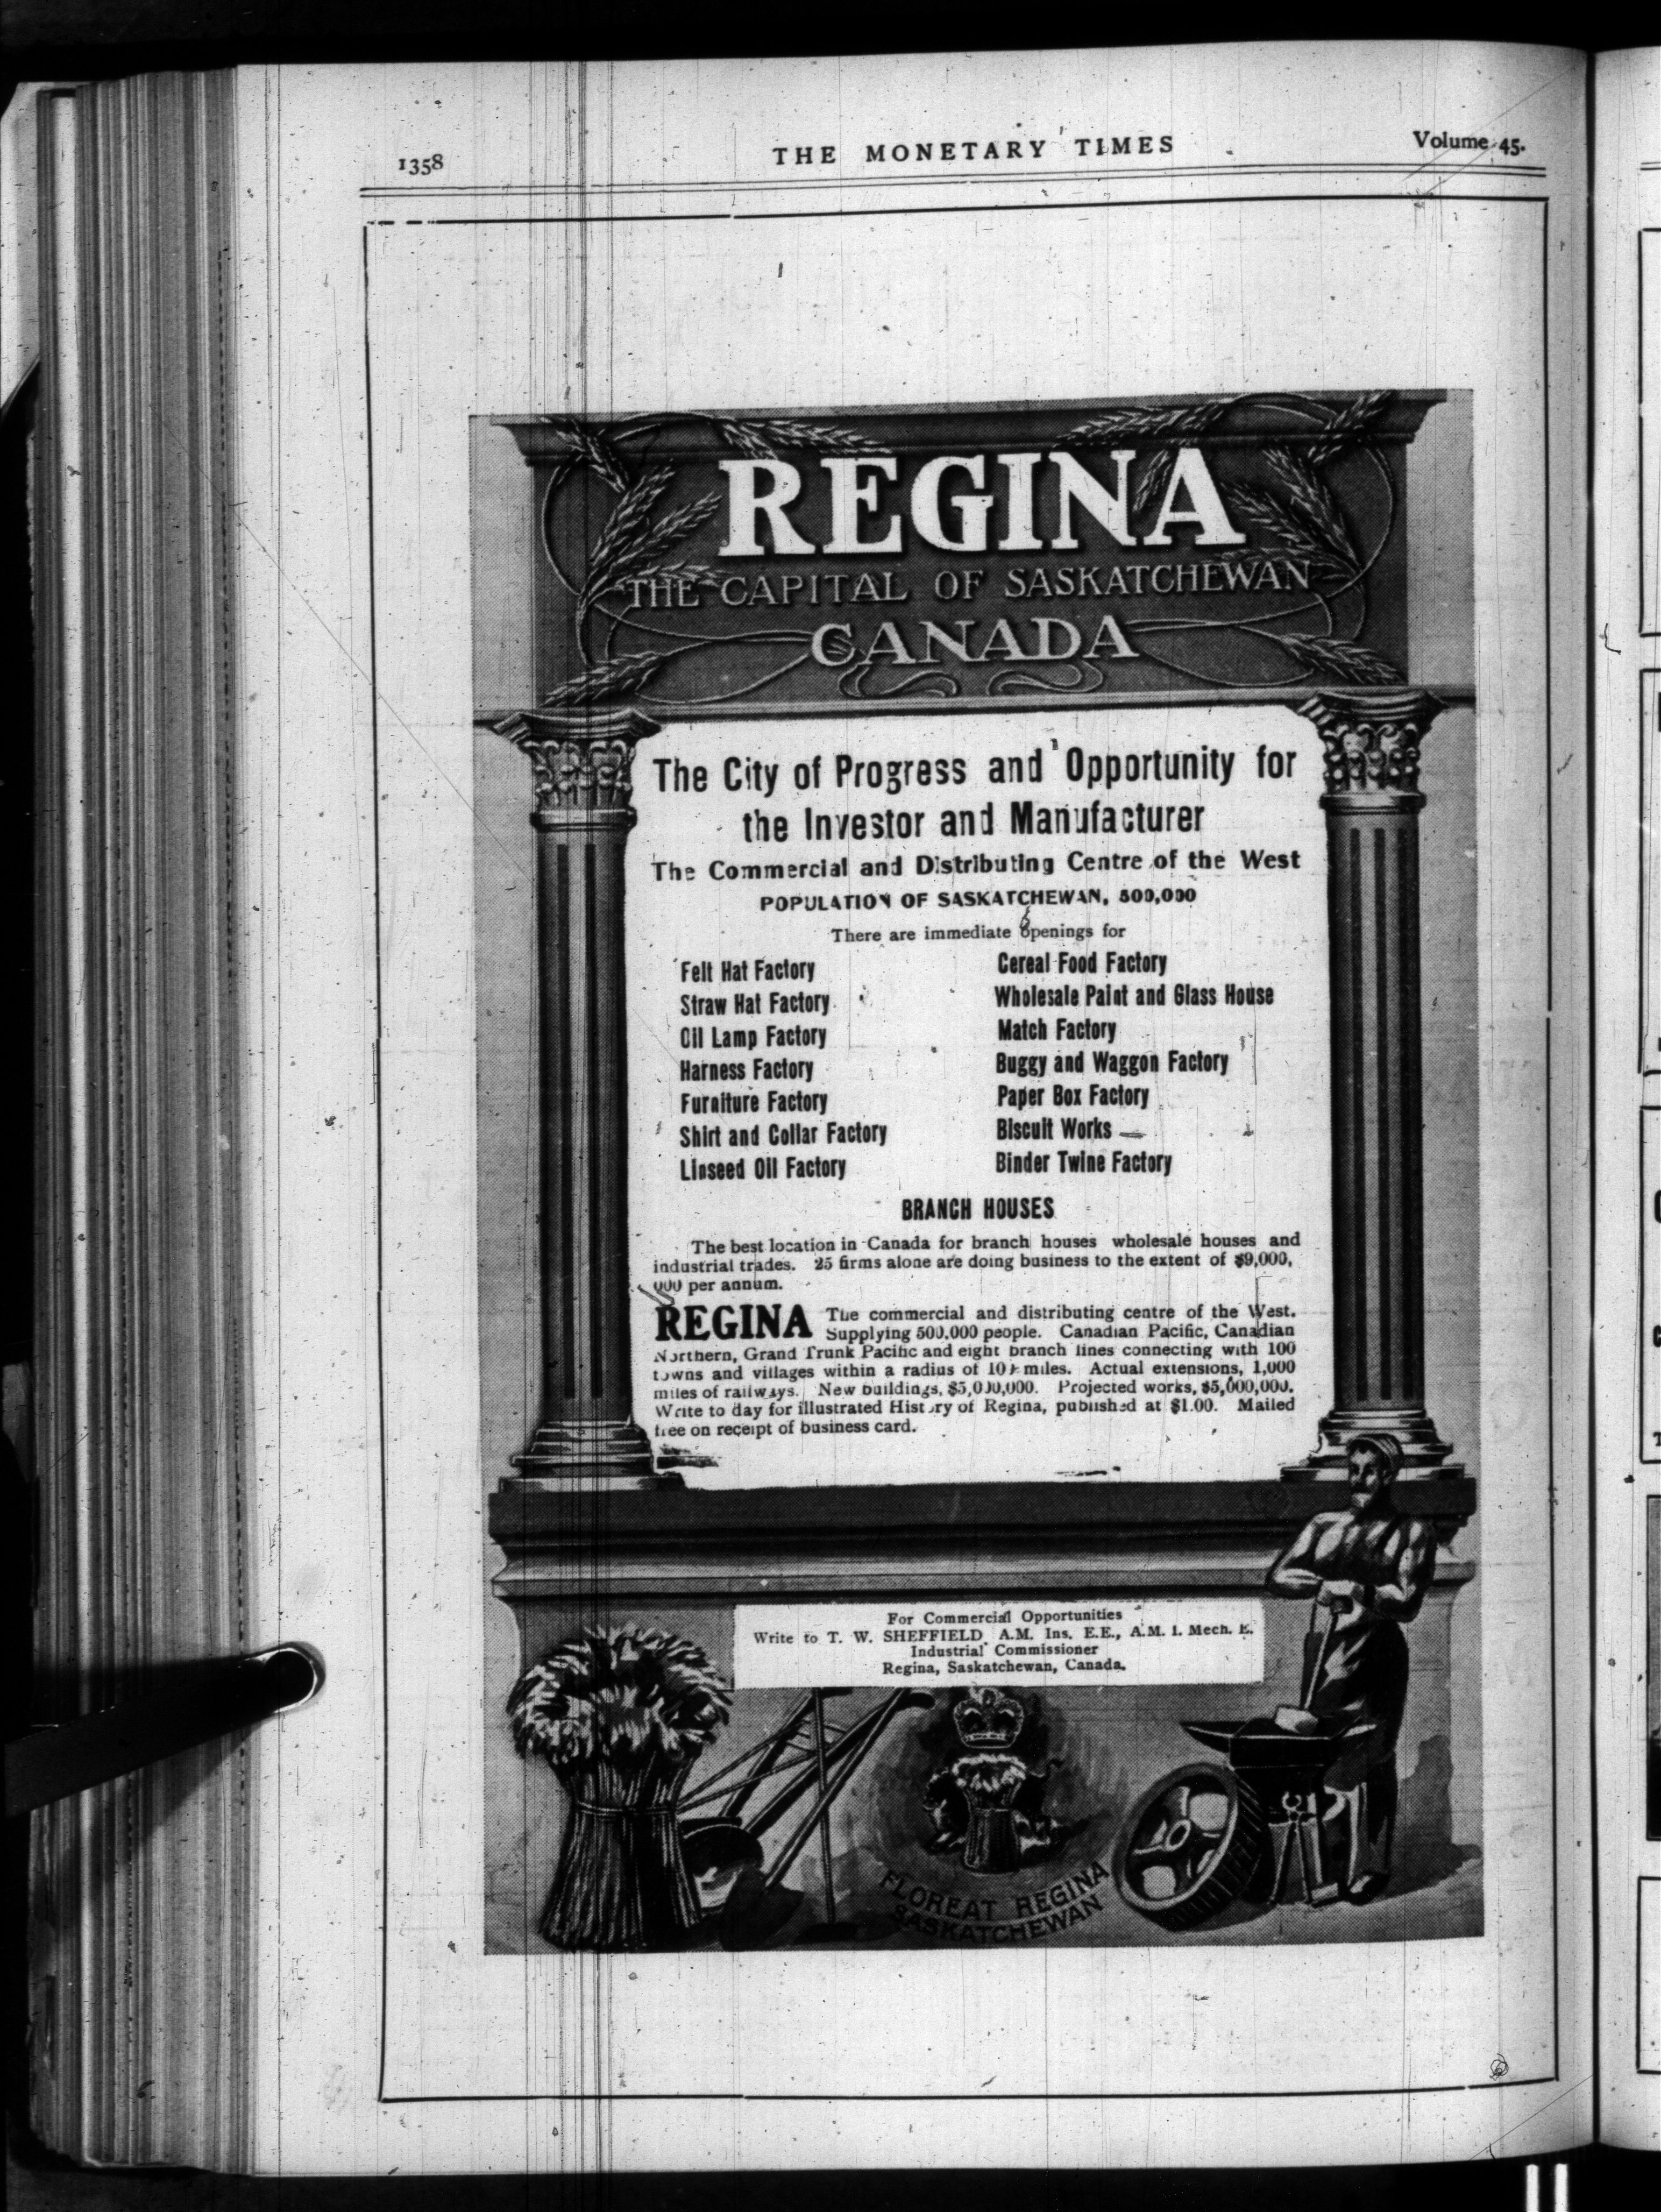 1358
THE MONETARY TIMES
Volume 45.
REGINA
THE CAPITAL OF SASKATCHEWAN
CANADA
The City of Progress and Opportunity for
the Investor and Manufacturer
The Commercial and Distributing Centre of the West
POPULATION OF SASKATCHEWAN, 500,000
There are immediate openings for
Felt Hat Factory
Straw Hat Factory
Oil Lamp Factory
Harness Factory
Furniture Factory
Shirt and Collar Factory
Linseed Oil Factory
Cereal Food Factory
Wholesale Paint and Glass House
Match Factory
Buggy and Waggon Factory
Paper Box Factory
Biscuit Works
Binder Twine Factory
BRANCH HOUSES
The best location in Canada for branch houses wholesale houses and
industrial trades. 25 firms alone are doing business to the extent of $9,000,
000 per annum.
REGINA The commercial and distributing centre of the West.
Supplying 500.000 people. Canadian Pacific, Canadian
Northern, Grand Trunk Pacific and eight branch lines connecting with 100
towns and villages within a radius of miles. Actual extensions, 1,000
miles of railways. New buildings, $5,000,000. Projected works, $5,000,000.
Write to day for illustrated History of Regina, published at $1.00. Mailed
free on receipt of business card.
For Commercial Opportunities
Write to T. W. SHEFFIELD A.M. Ins. E.E., A.M. I. Mech. E.
Industrial Commissioner
Regina, Saskatchewan, Canada.
FLOREAT REGINA
SASKATCHEWAN